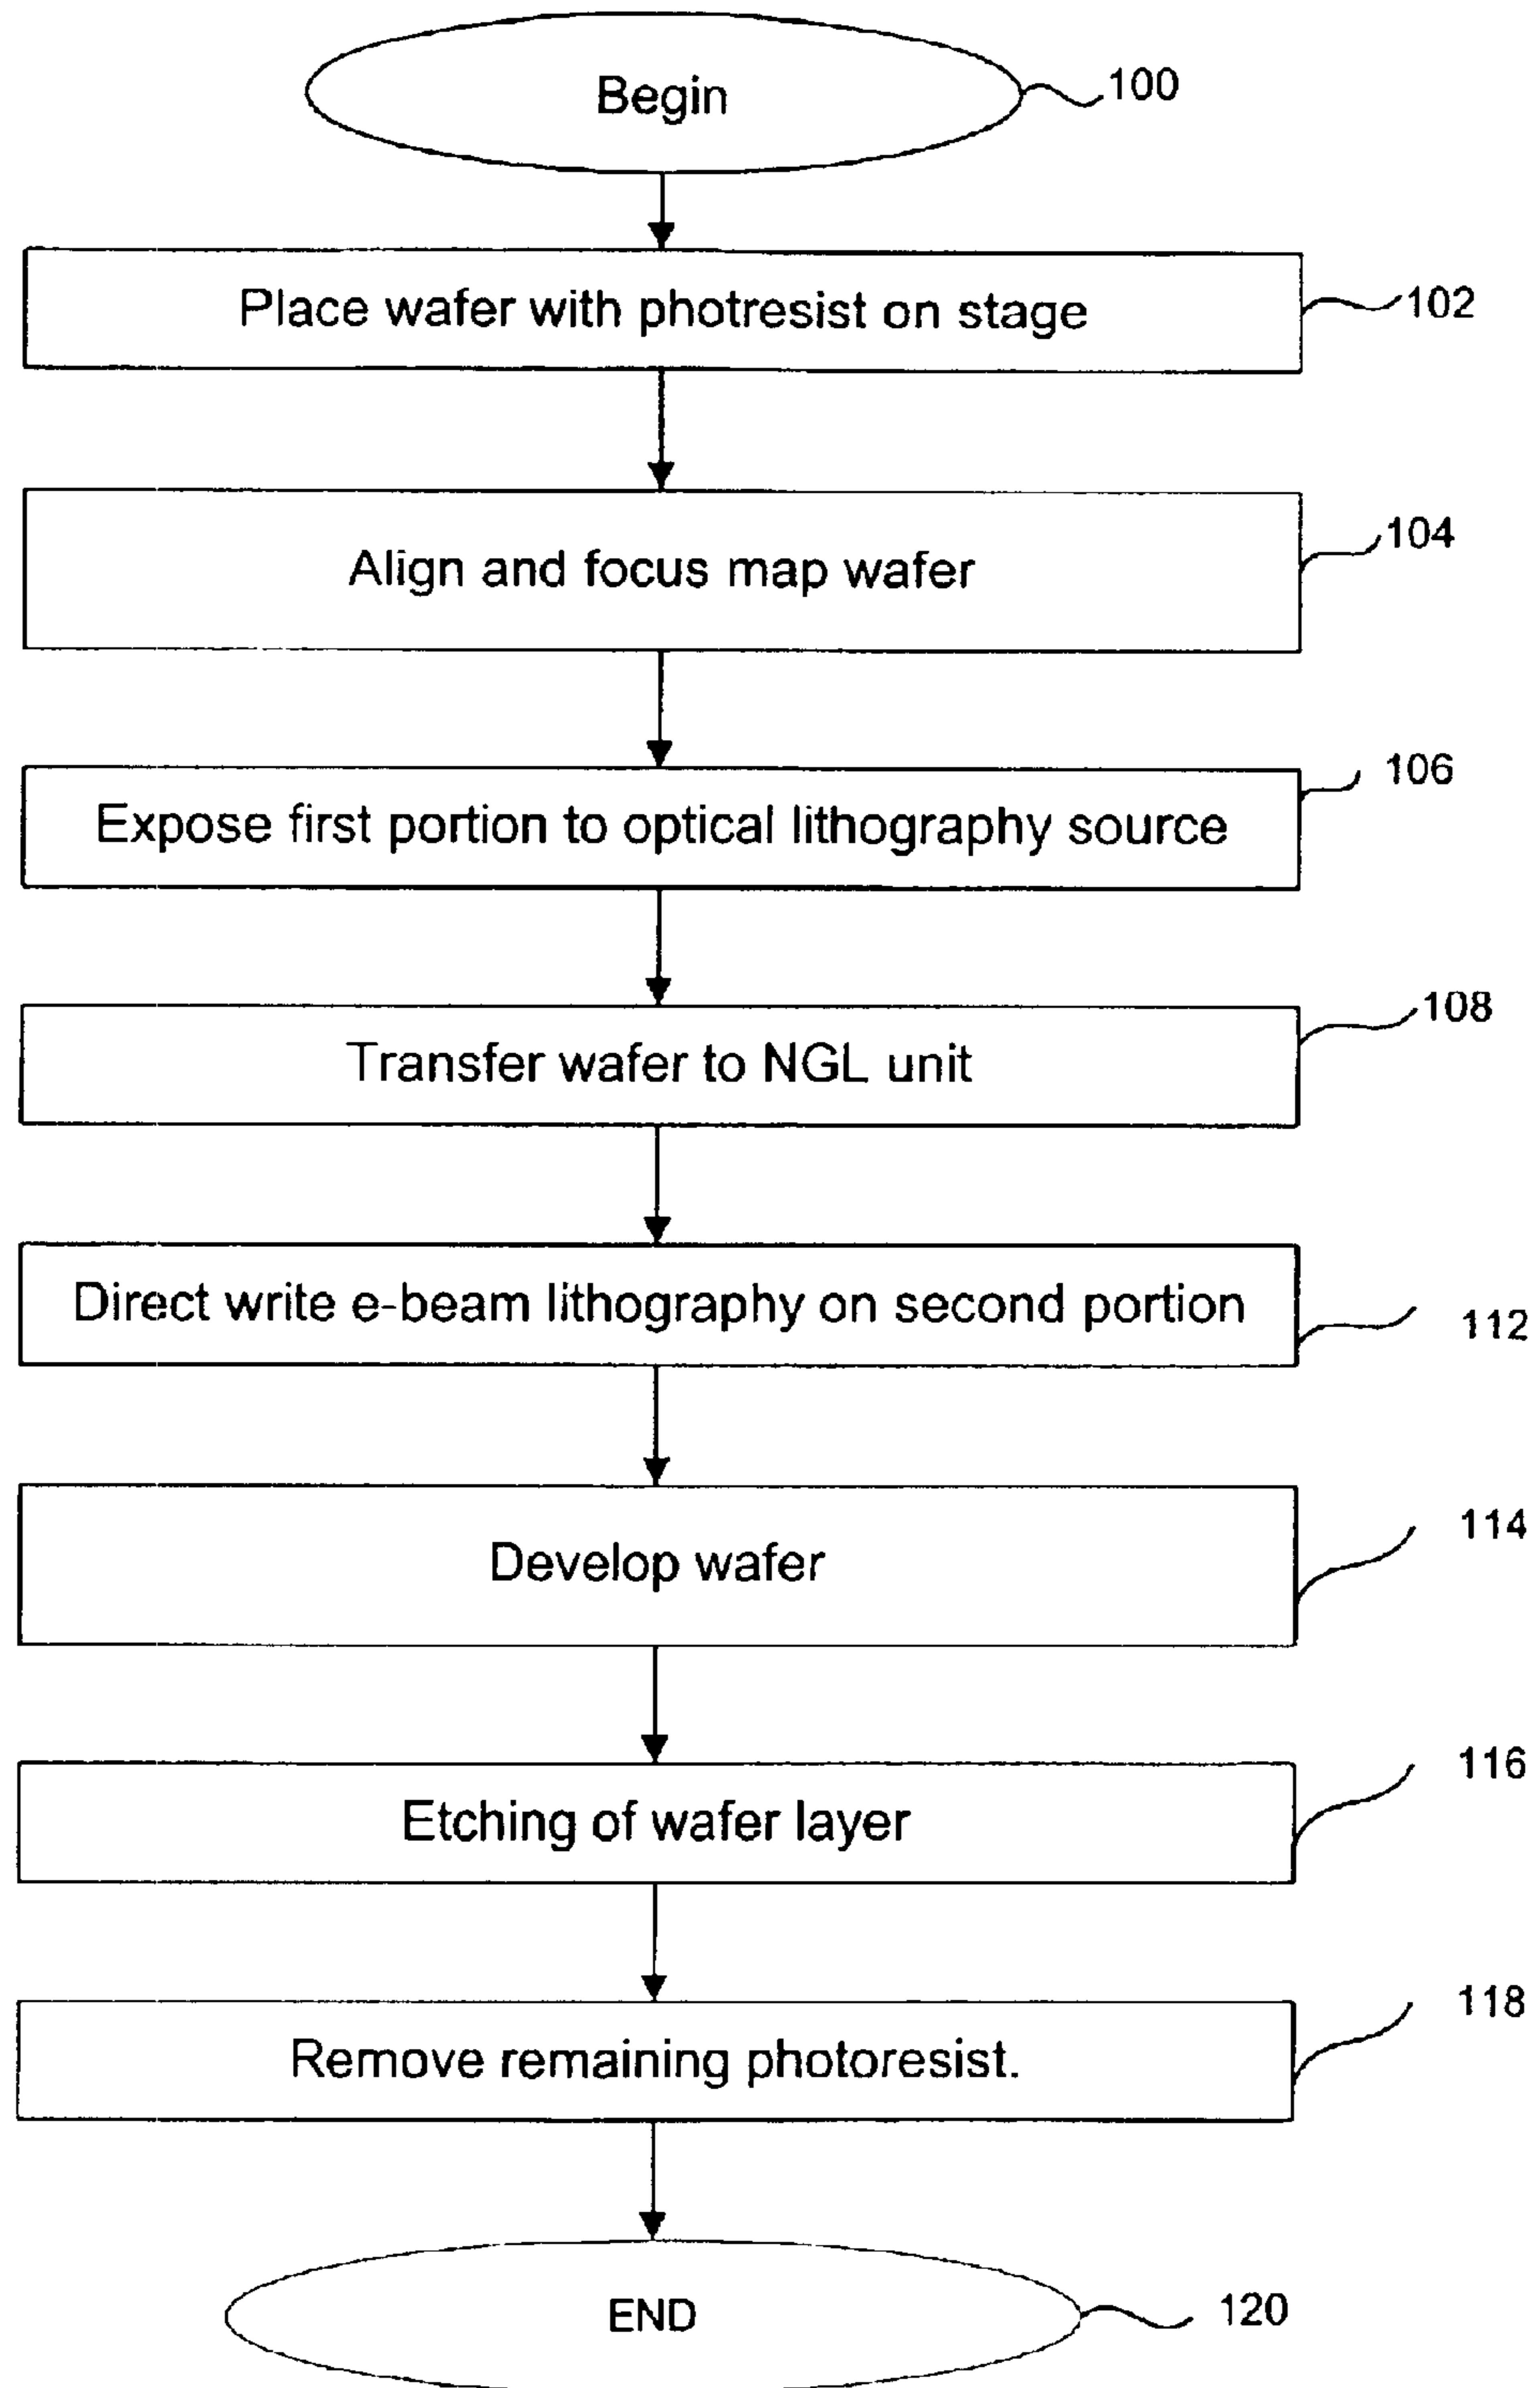 Begin
100
Place wafer with photresist on stage
102
Align and focus map wafer
104
Expose first portion to optical lithography source
106
Transfer wafer to NGL unit
108
Direct write e-beam lithography on second portion
112
Develop wafer
114
Etching of wafer layer
116
Remove remaining photoresist.
118
END
120